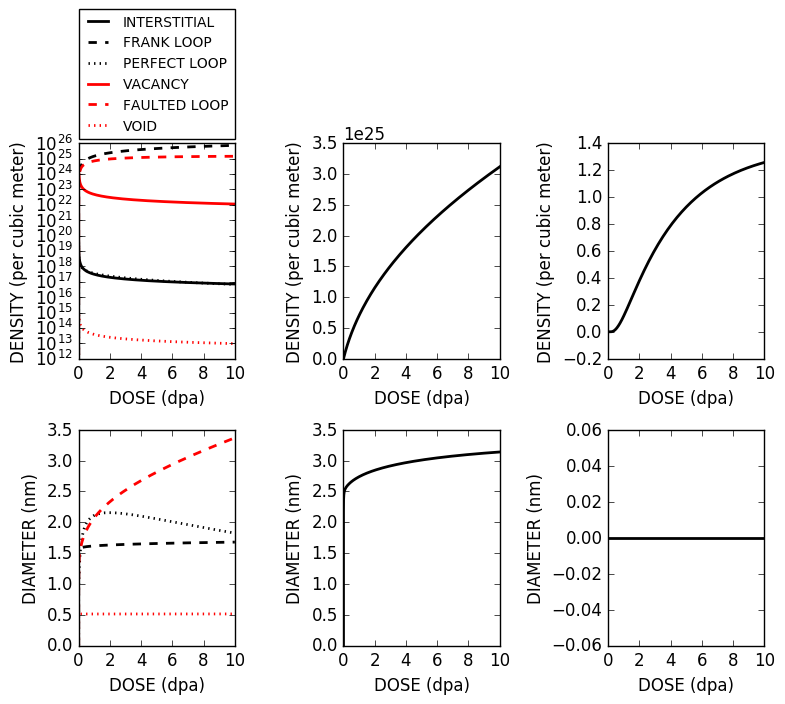 INTERSTITIAL
FRANK LOOP
PERFECT LOOP
VACANCY
FAULTED LOOP
VOID
DENSITY (per cubic meter)
10^26
10^25
10^24
10^23
10^22
10^21
10^20
10^19
10^18
10^17
10^16
10^15
10^14
10^13
10^12
0 2 4 6 8 10
DOSE (dpa)
1e25
DENSITY (per cubic meter)
3.5
3.0
2.5
2.0
1.5
1.0
0.5
0.0
0 2 4 6 8 10
DOSE (dpa)
DENSITY (per cubic meter)
1.4
1.2
1.0
0.8
0.6
0.4
0.2
0.0
−0.2
0 2 4 6 8 10
DOSE (dpa)
DIAMETER (nm)
3.5
3.0
2.5
2.0
1.5
1.0
0.5
0.0
0 2 4 6 8 10
DOSE (dpa)
DIAMETER (nm)
3.5
3.0
2.5
2.0
1.5
1.0
0.5
0.0
0 2 4 6 8 10
DOSE (dpa)
DIAMETER (nm)
0.06
0.04
0.02
0.00
−0.02
−0.04
−0.06
0 2 4 6 8 10
DOSE (dpa)